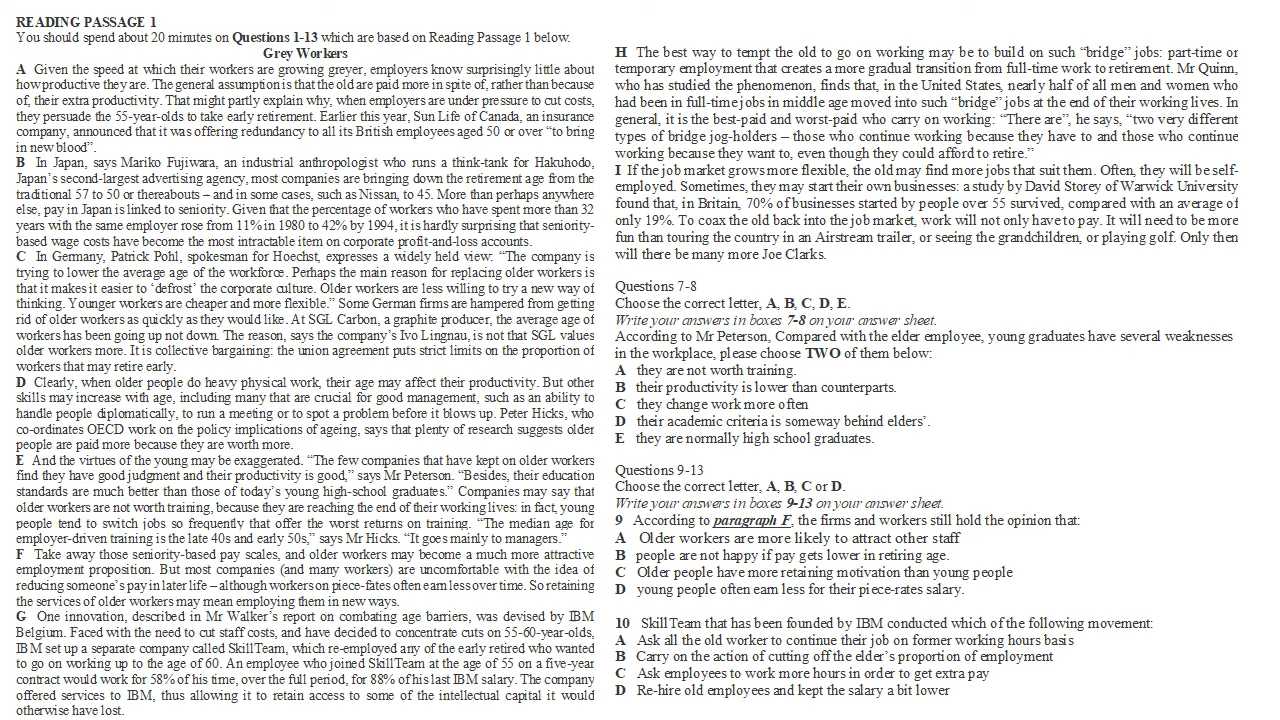 READING PASSAGE 1
You should spend about 20 minutes on Questions 1-13 which are based on Reading Passage 1 below.
Grey Workers
A Given the speed at which their workers are growing greyer, employers know surprisingly little about
how productive they are. The general assumption is that the old are paid more in spite of, rather than because
of, their extra productivity. That might partly explain why, when employers are under pressure to cut costs,
they persuade the 55-year-olds to take early retirement. Earlier this year, Sun Life of Canada, an insurance
company, announced that it was offering redundancy to all its British employees aged 50 or over “to bring
in new blood”.
B In Japan, says Mariko Fujiwara, an industrial anthropologist who runs a think-tank for Hakuhodo,
Japan’s second-largest advertising agency, most companies are bringing down the retirement age from the
traditional 57 to 50 or thereabouts – and in some cases, such as Nissan, to 45. More than perhaps anywhere
else, pay in Japan is linked to seniority. Given that the percentage of workers who have spent more than 32
years with the same employer rose from 11% in 1980 to 42% by 1994, it is hardly surprising that seniority-
based wage costs have become the most intractable item on corporate profit-and-loss accounts.
C In Germany, Patrick Pohl, spokesman for Hoechst, expresses a widely held view: “The company is
trying to lower the average age of the workforce. Perhaps the main reason for replacing older workers is
that it makes it easier to ‘defrost’ the corporate culture. Older workers are less willing to try a new way of
thinking. Younger workers are cheaper and more flexible.” Some German firms are hampered from getting
rid of older workers as quickly as they would like. At SGL Carbon, a graphite producer, the average age of
workers has been going up not down. The reason, says the company’s Ivo Lingnau, is not that SGL values
older workers more. It is collective bargaining: the union agreement puts strict limits on the proportion of
workers that may retire early.
D Clearly, when older people do heavy physical work, their age may affect their productivity. But other
skills may increase with age, including many that are crucial for good management, such as an ability to
handle people diplomatically, to run a meeting or to spot a problem before it blows up. Peter Hicks, who
co-ordinates OECD work on the policy implications of ageing, says that plenty of research suggests older
people are paid more because they are worth more.
E And the virtues of the young may be exaggerated. “The few companies that have kept on older workers
find they have good judgment and their productivity is good,” says Mr Peterson. “Besides, their education
standards are much better than those of today’s young high-school graduates.” Companies may say that
older workers are not worth training, because they are reaching the end of their working lives: in fact, young
people tend to switch jobs so frequently that offer the worst returns on training. “The median age for
employer-driven training is the late 40s and early 50s,” says Mr Hicks. “It goes mainly to managers.”
F Take away those seniority-based pay scales, and older workers may become a much more attractive
employment proposition. But most companies (and many workers) are uncomfortable with the idea of
reducing someone’s pay in later life – although workers on piece-fates often earn less over time. So retaining
the services of older workers may mean employing them in new ways.
G One innovation, described in Mr Walker’s report on combating age barriers, was devised by IBM
Belgium. Faced with the need to cut staff costs, and have decided to concentrate cuts on 55-60-year-olds,
IBM set up a separate company called SkillTeam, which re-employed any of the early retired who wanted
to go on working up to the age of 60. An employee who joined SkillTeam at the age of 55 on a five-year
contract would work for 58% of his time, over the full period, for 88% of his last IBM salary. The company
offered services to IBM, thus allowing it to retain access to some of the intellectual capital it would
otherwise have lost.
H The best way to tempt the old to go on working may be to build on such “bridge” jobs: part-time or
temporary employment that creates a more gradual transition from full-time work to retirement. Mr Quinn,
who has studied the phenomenon, finds that, in the United States, nearly half of all men and women who
had been in full-time jobs in middle age moved into such “bridge” jobs at the end of their working lives. In
general, it is the best-paid and worst-paid who carry on working: “There are”, he says, “two very different
types of bridge jog-holders – those who continue working because they have to and those who continue
working because they want to, even though they could afford to retire.”
I If the job market grows more flexible, the old may find more jobs that suit them. Often, they will be self-
employed. Sometimes, they may start their own businesses: a study by David Storey of Warwick University
found that, in Britain, 70% of businesses started by people over 55 survived, compared with an average of
only 19%. To coax the old back into the job market, work will not only have to pay. It will need to be more
fun than touring the country in an Airstream trailer, or seeing the grandchildren, or playing golf. Only then
will there be many more Joe Clarks.
Questions 7-8
Choose the correct letter, A, B, C, D, E.
Write your answers in boxes 7-8 on your answer sheet.
According to Mr Peterson, Compared with the elder employee, young graduates have several weaknesses
in the workplace, please choose TWO of them below:
A they are not worth training.
B their productivity is lower than counterparts.
C they change work more often
D their academic criteria is someway behind elders’.
E they are normally high school graduates.
Questions 9-13
Choose the correct letter, A, B, C or D.
Write your answers in boxes 9-13 on your answer sheet.
9 According to paragraph F, the firms and workers still hold the opinion that:
A Older workers are more likely to attract other staff
B people are not happy if pay gets lower in retiring age.
C Older people have more retaining motivation than young people
D young people often earn less for their piece-rates salary.
10 SkillTeam that has been founded by IBM conducted which of the following movement:
A Ask all the old worker to continue their job on former working hours basis
B Carry on the action of cutting off the elder’s proportion of employment
C Ask employees to work more hours in order to get extra pay
D Re-hire old employees and kept the salary a bit lower